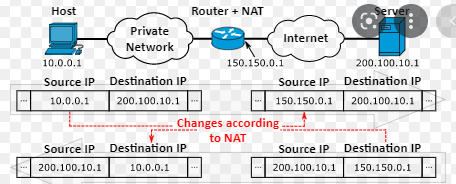 Host
Router + NAT
Server
Private
Network
Internet
10.0.0.1
150.150.0.1
200.100.10.1
Source IP Destination IP
Source IP Destination IP
... 10.0.0.1 200.100.10.1 ...
... 150.150.0.1 200.100.10.1 ...
Changes according
to NAT
Source IP Destination IP
Source IP Destination IP
... 200.100.10.1 10.0.0.1 ...
... 200.100.10.1 150.150.0.1 ...